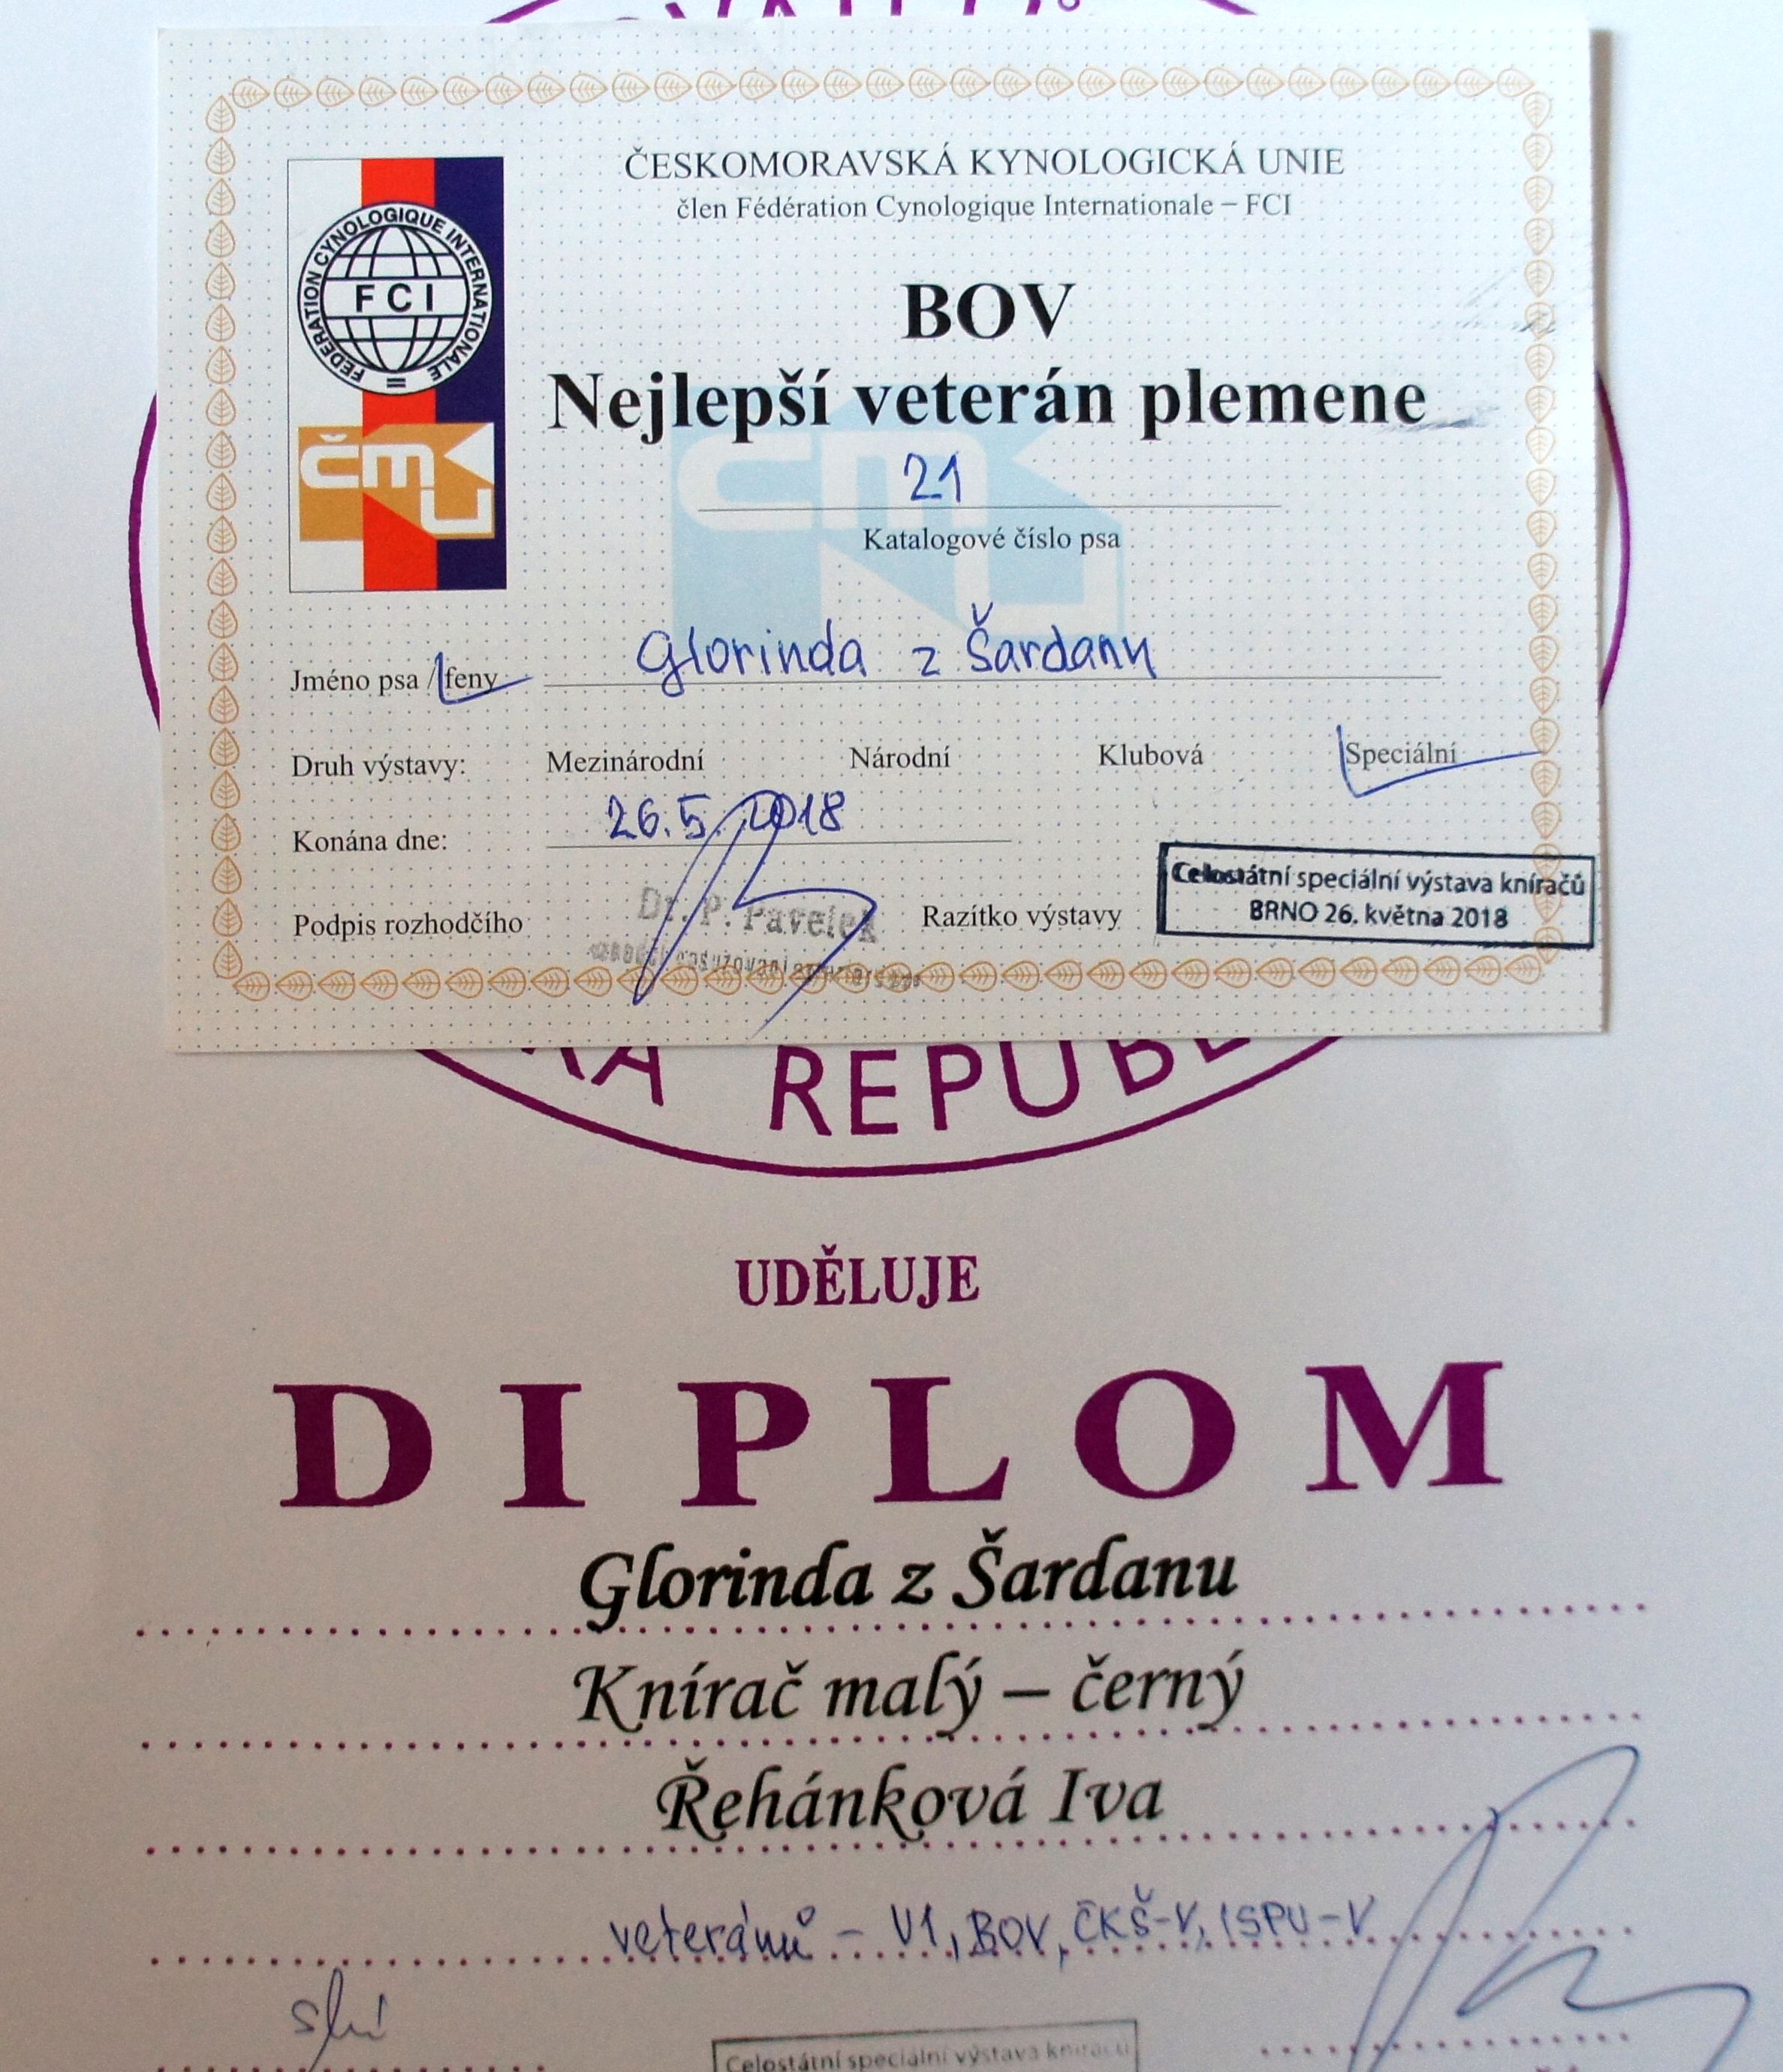 ČESKOMORAVSKÁ KYNOLOGICKÁ UNIE
člen Fédération Cynologique Internationale – FCI
FÉDÉRATION CYNOLOGIQUE INTERNATIONALE
FCI
čmku
BOV
Nejlepší veterán plemene
21
Katalogové číslo psa
Jméno psa / feny Glorinda z Šardanu
Druh výstavy: Mezinárodní Národní Klubová Speciální
Konána dne: 26.5. 2018
Podpis rozhodčího Dr. P. Pavelek Razítko výstavy
Celostátní speciální výstava kníračů
BRNO 26. května 2018
REPUBL
UDĚLUJE
DIPLOM
Glorinda z Šardanu
Knírač malý – černý
Řehánková Iva
veteránů – V1, BOV, ČKŠ-V, ISPU-V
Celostátní speciální výstava kníračů